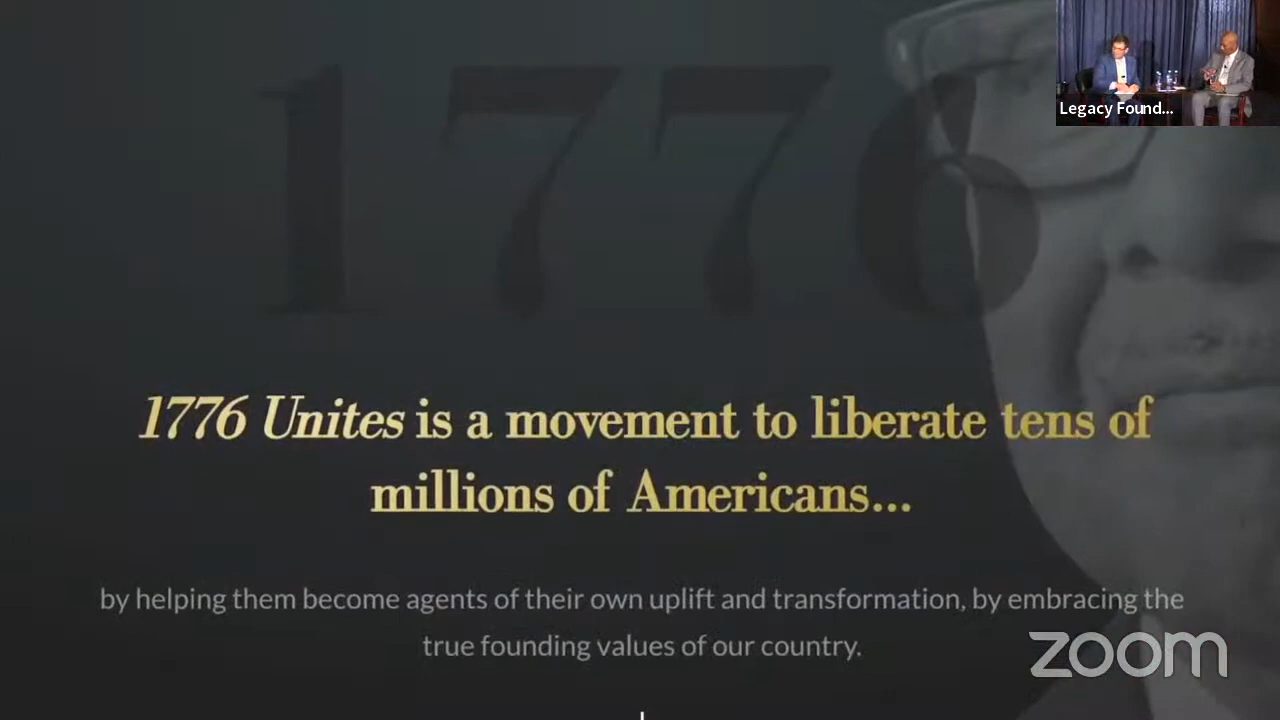 Legacy Found...
1776
1776 Unites is a movement to liberate tens of
millions of Americans...
by helping them become agents of their own uplift and transformation, by embracing the
true founding values of our country.
zoom